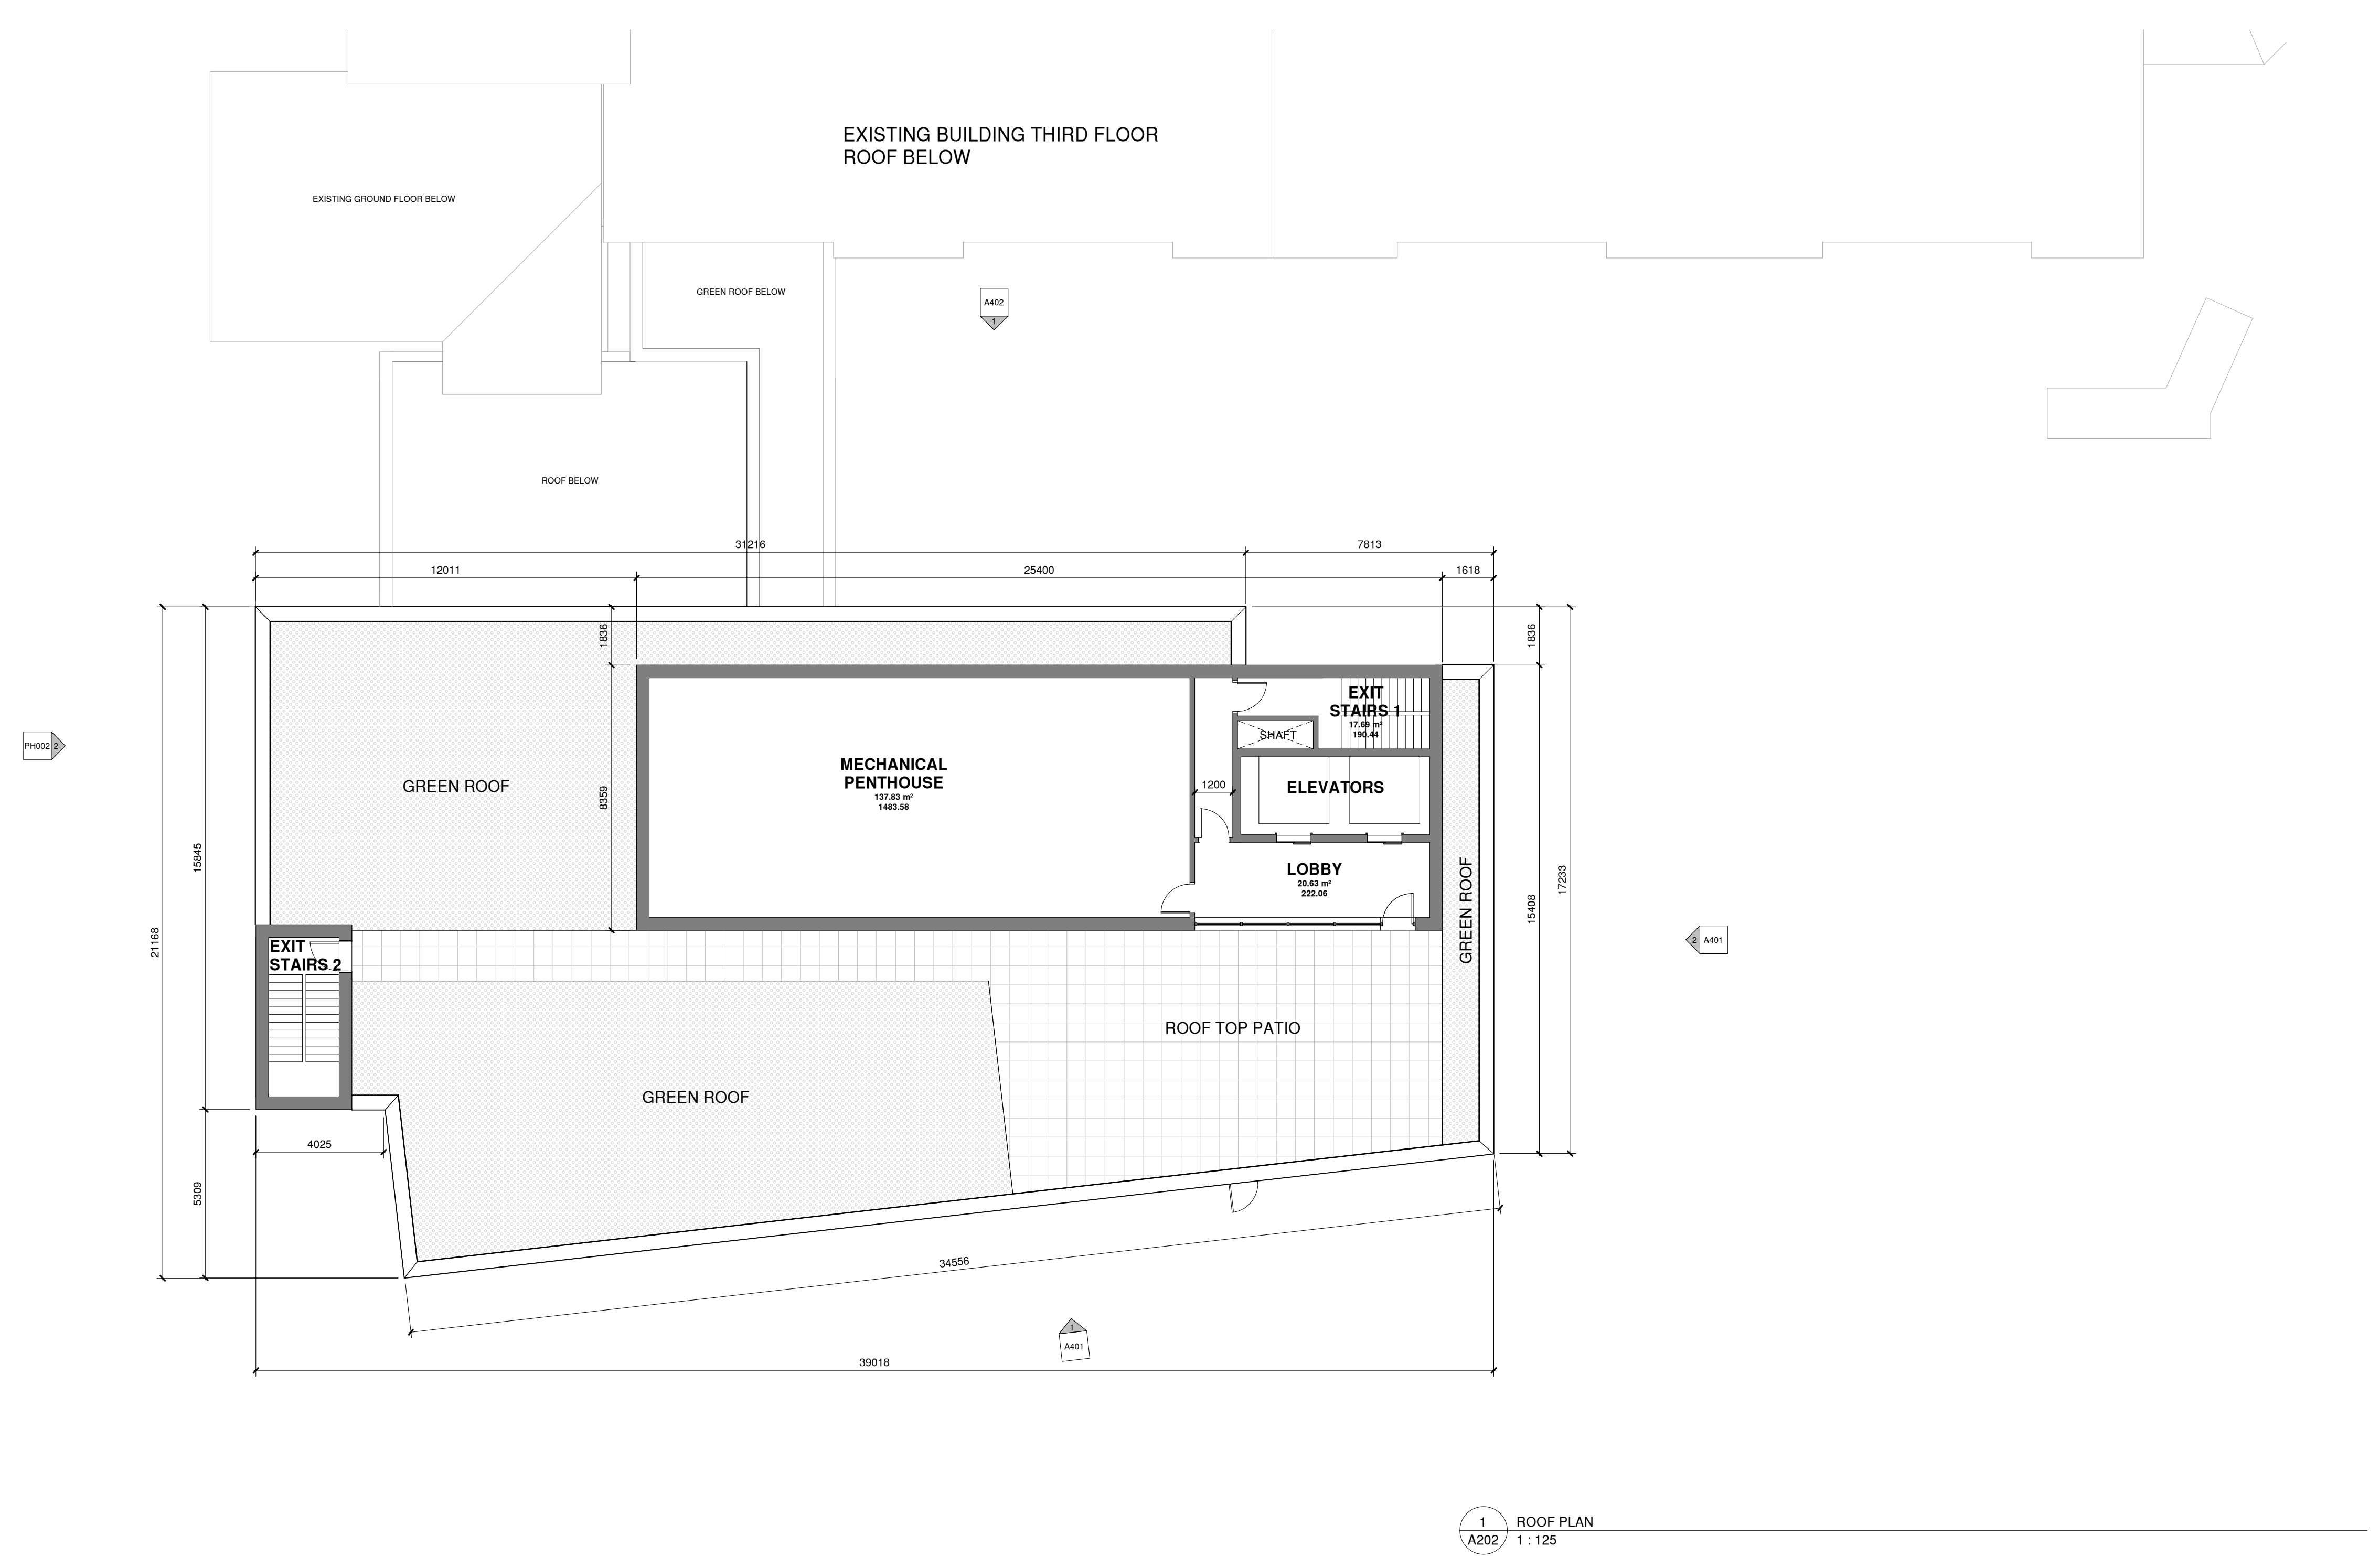 EXISTING BUILDING THIRD FLOOR
ROOF BELOW
EXISTING GROUND FLOOR BELOW
GREEN ROOF BELOW
A402
1
ROOF BELOW
31216
7813
12011
25400
1618
1836
1836
EXIT
STAIRS 1
17.69 m²
190.44
SHAFT
PH002
2
MECHANICAL
PENTHOUSE
137.83 m²
1483.58
GREEN ROOF
8359
1200
ELEVATORS
15845
LOBBY
20.63 m²
222.06
GREEN ROOF
15408
17233
21168
EXIT
STAIRS 2
2
A401
ROOF TOP PATIO
GREEN ROOF
4025
5309
34556
1
A401
39018
1
ROOF PLAN
A202
1 : 125